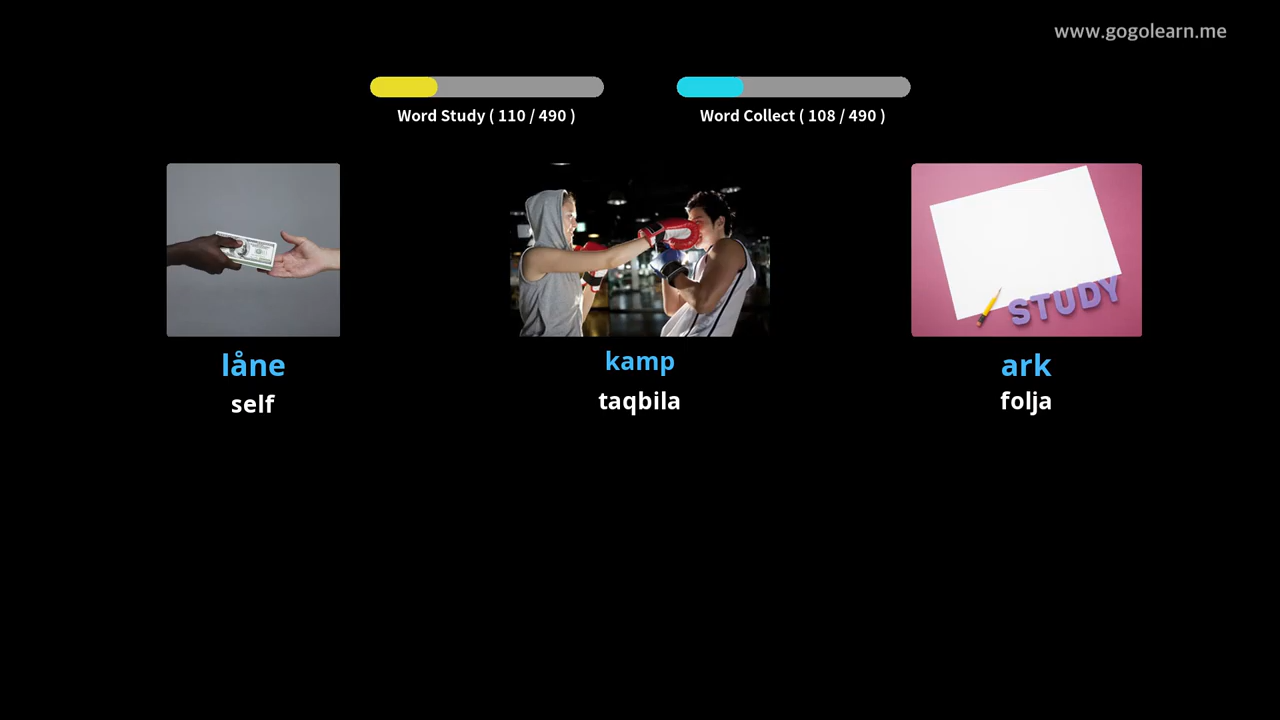 www.gogolearn.me
Word Study ( 110 / 490 )
Word Collect ( 108 / 490 )
STUDY
låne
kamp
ark
self
taqbila
folja